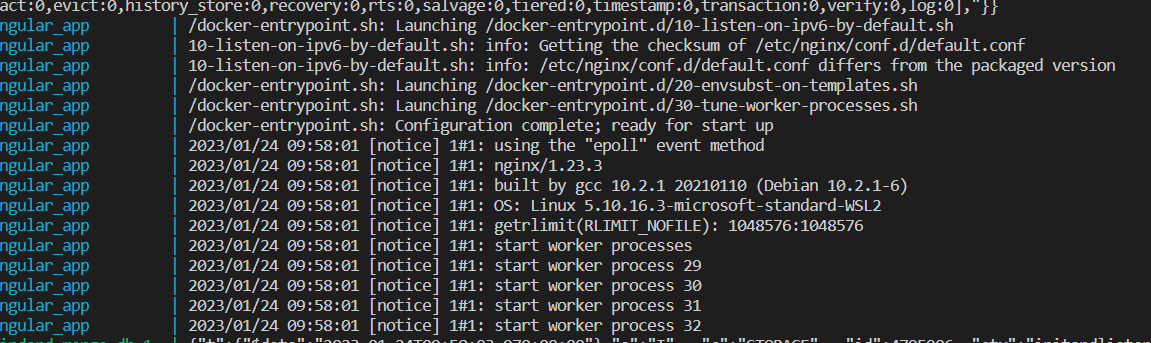 act:0,evict:0,history_store:0,recovery:0,rts:0,salvage:0,tiered:0,timestamp:0,transaction:0,verify:0,log:0],"}}
ngular_app | /docker-entrypoint.sh: Launching /docker-entrypoint.d/10-listen-on-ipv6-by-default.sh
ngular_app | 10-listen-on-ipv6-by-default.sh: info: Getting the checksum of /etc/nginx/conf.d/default.conf
ngular_app | 10-listen-on-ipv6-by-default.sh: info: /etc/nginx/conf.d/default.conf differs from the packaged version
ngular_app | /docker-entrypoint.sh: Launching /docker-entrypoint.d/20-envsubst-on-templates.sh
ngular_app | /docker-entrypoint.sh: Launching /docker-entrypoint.d/30-tune-worker-processes.sh
ngular_app | /docker-entrypoint.sh: Configuration complete; ready for start up
ngular_app | 2023/01/24 09:58:01 [notice] 1#1: using the "epoll" event method
ngular_app | 2023/01/24 09:58:01 [notice] 1#1: nginx/1.23.3
ngular_app | 2023/01/24 09:58:01 [notice] 1#1: built by gcc 10.2.1 20210110 (Debian 10.2.1-6)
ngular_app | 2023/01/24 09:58:01 [notice] 1#1: OS: Linux 5.10.16.3-microsoft-standard-WSL2
ngular_app | 2023/01/24 09:58:01 [notice] 1#1: getrlimit(RLIMIT_NOFILE): 1048576:1048576
ngular_app | 2023/01/24 09:58:01 [notice] 1#1: start worker processes
ngular_app | 2023/01/24 09:58:01 [notice] 1#1: start worker process 29
ngular_app | 2023/01/24 09:58:01 [notice] 1#1: start worker process 30
ngular_app | 2023/01/24 09:58:01 [notice] 1#1: start worker process 31
ngular_app | 2023/01/24 09:58:01 [notice] 1#1: start worker process 32